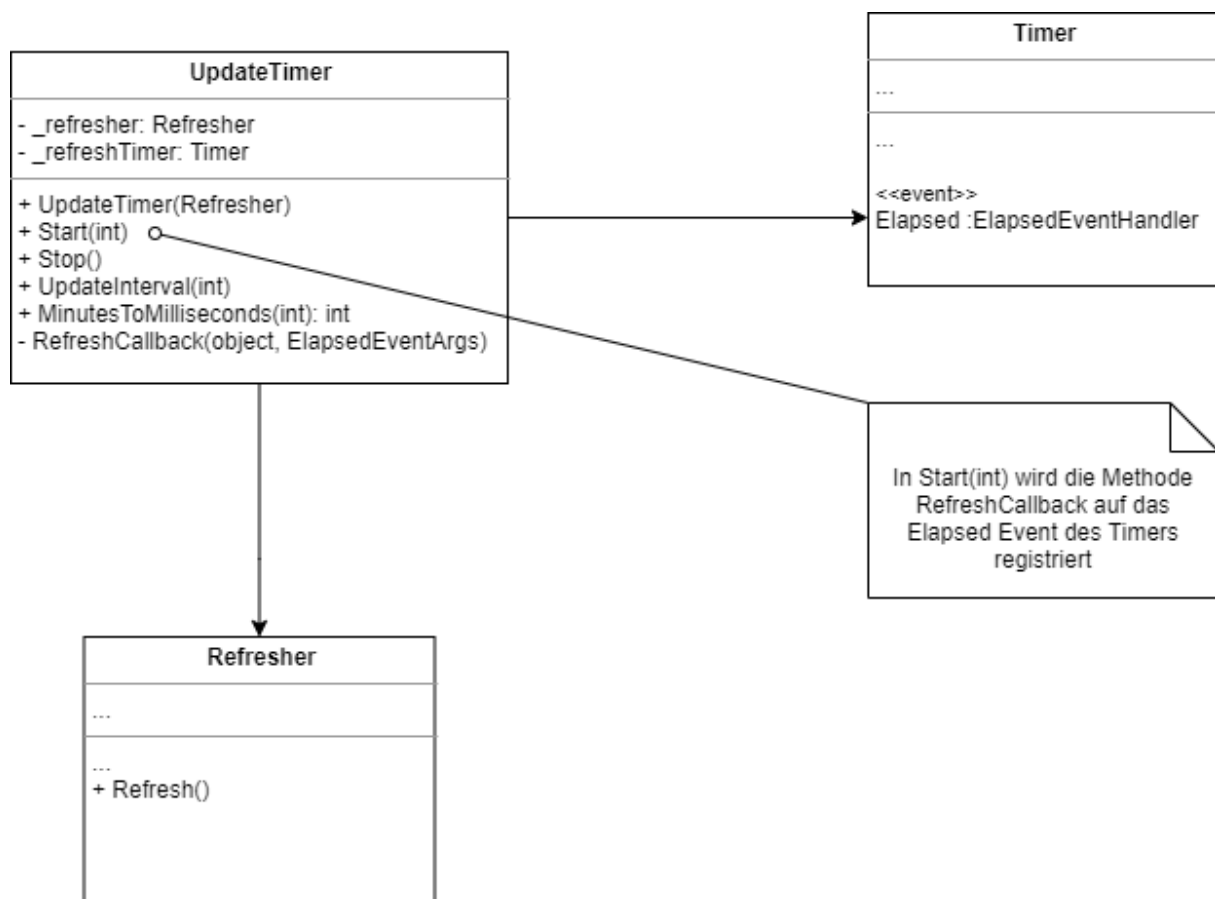 UpdateTimer
- _refresher: Refresher
- _refreshTimer: Timer
+ UpdateTimer(Refresher)
+ Start(int)
+ Stop()
+ UpdateInterval(int)
+ MinutesToMilliseconds(int): int
- RefreshCallback(object, ElapsedEventArgs)
Timer
...
...
<<event>>
Elapsed :ElapsedEventHandler
In Start(int) wird die Methode
RefreshCallback auf das
Elapsed Event des Timers
registriert
Refresher
...
...
+ Refresh()